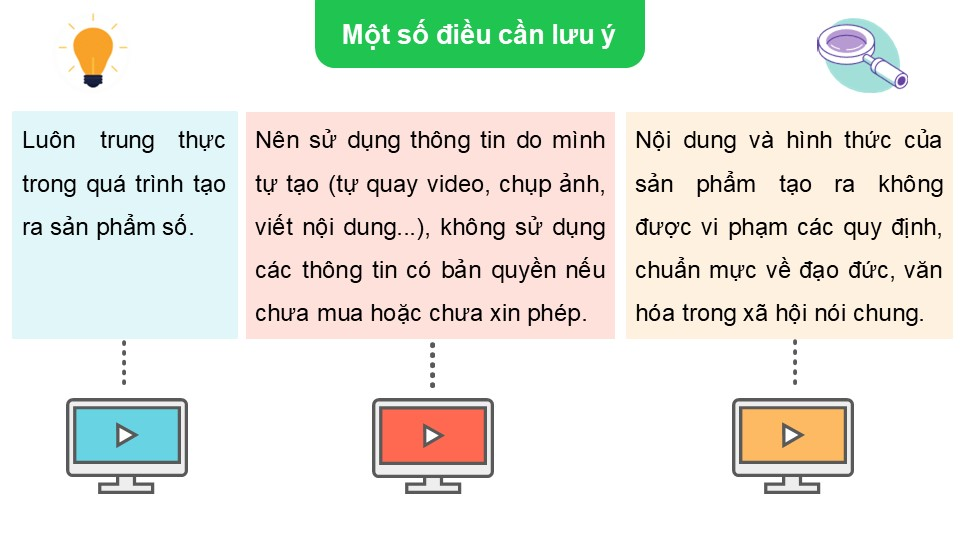 Một số điều cần lưu ý
Luôn trung thực
trong quá trình tạo
ra sản phẩm số.
Nên sử dụng thông tin do mình
tự tạo (tự quay video, chụp ảnh,
viết nội dung...), không sử dụng
các thông tin có bản quyền nếu
chưa mua hoặc chưa xin phép.
Nội dung và hình thức của
sản phẩm tạo ra không
được vi phạm các quy định,
chuẩn mực về đạo đức, văn
hóa trong xã hội nói chung.